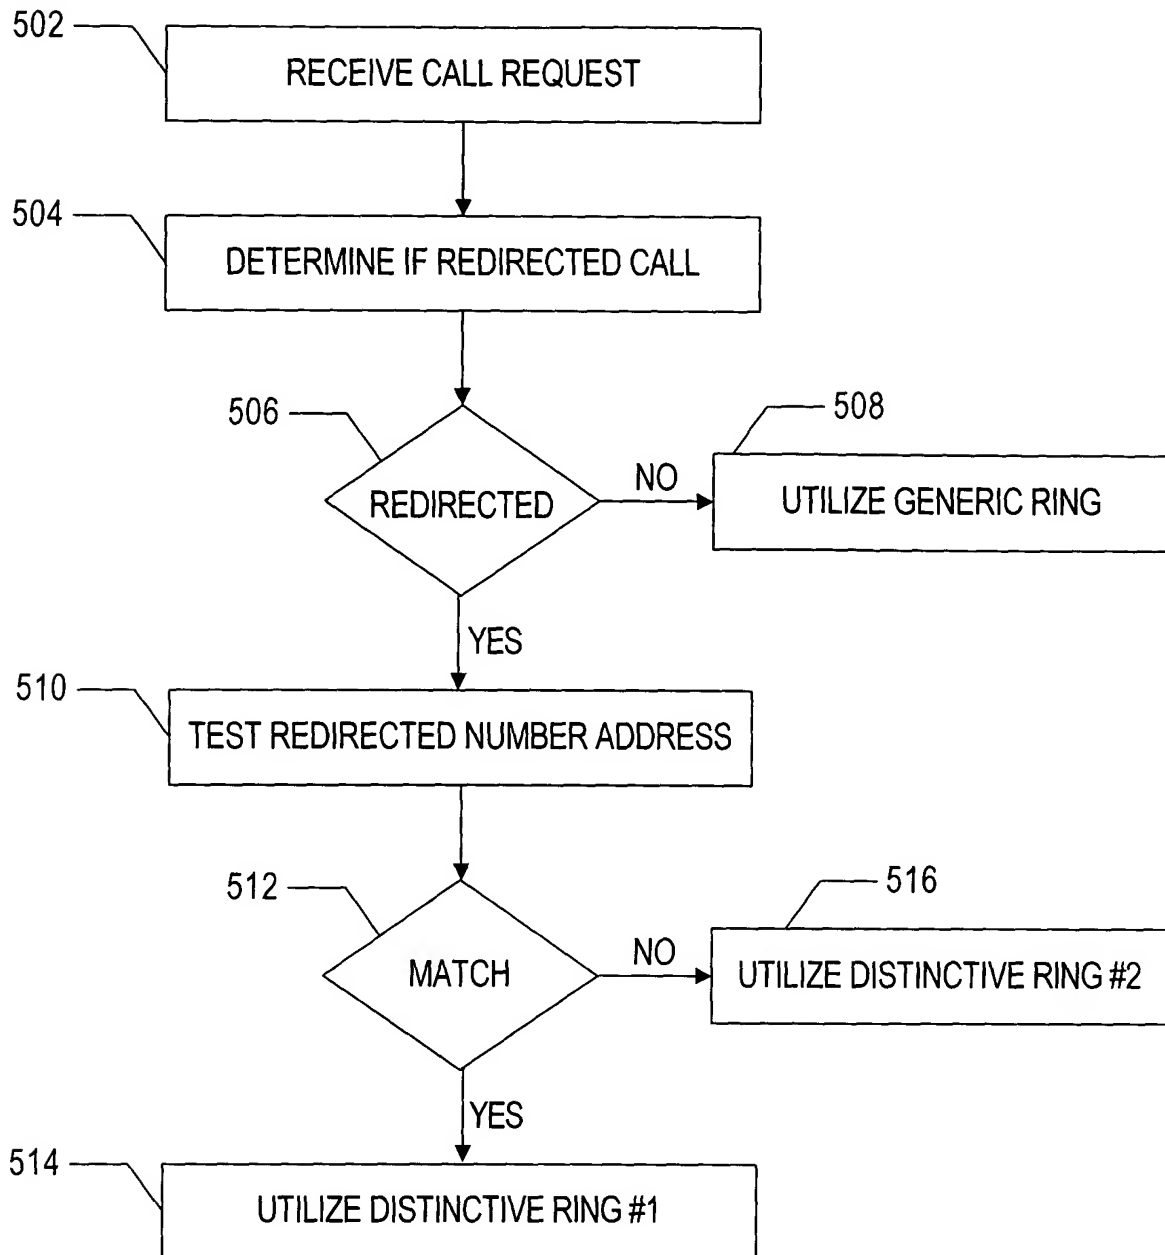 502
RECEIVE CALL REQUEST
504
DETERMINE IF REDIRECTED CALL
506
508
REDIRECTED
NO
UTILIZE GENERIC RING
YES
510
TEST REDIRECTED NUMBER ADDRESS
512
516
MATCH
NO
UTILIZE DISTINCTIVE RING #2
YES
514
UTILIZE DISTINCTIVE RING #1